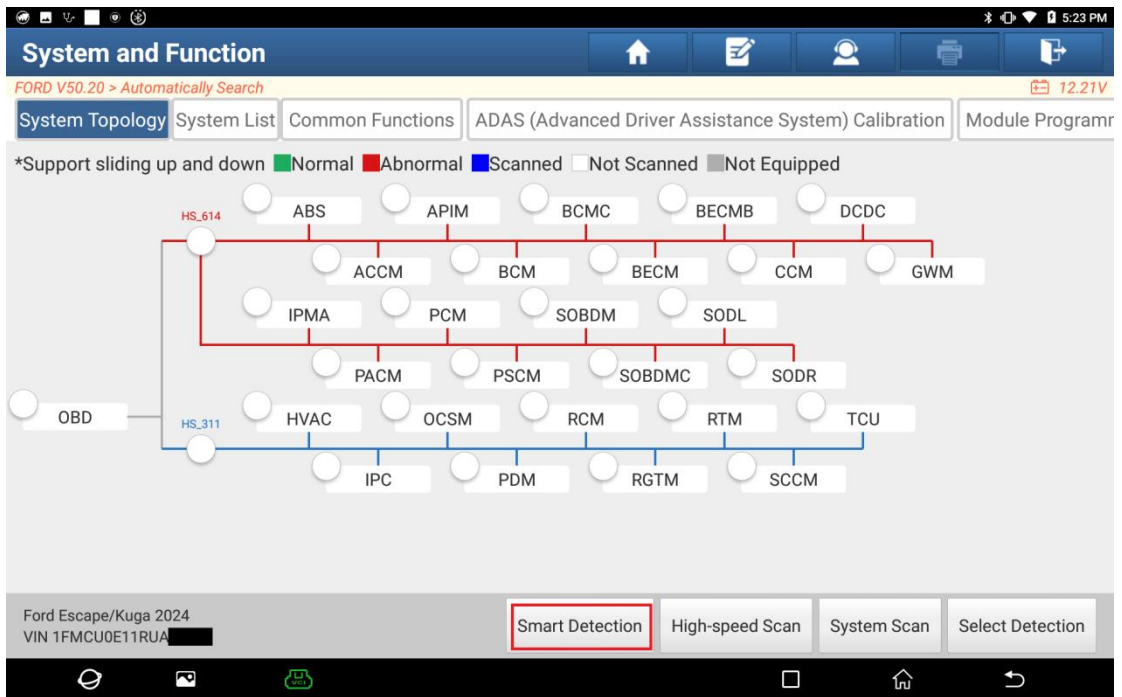 5:23 PM
System and Function
FORD V50.20 > Automatically Search
12.21V
System Topology System List Common Functions ADAS (Advanced Driver Assistance System) Calibration Module Programm
*Support sliding up and down Normal Abnormal Scanned Not Scanned Not Equipped
HS_614 ABS APIM BCMC BECMB DCDC
ACCM BCM BECM CCM GWM
IPMA PCM SOBDM SODL
PACM PSCM SOBDMC SODR
OBD HS_311 HVAC OCSM RCM RTM TCU
IPC PDM RGTM SCCM
Ford Escape/Kuga 2024
VIN 1FMCU0E11RUA
Smart Detection High-speed Scan System Scan Select Detection
VCI